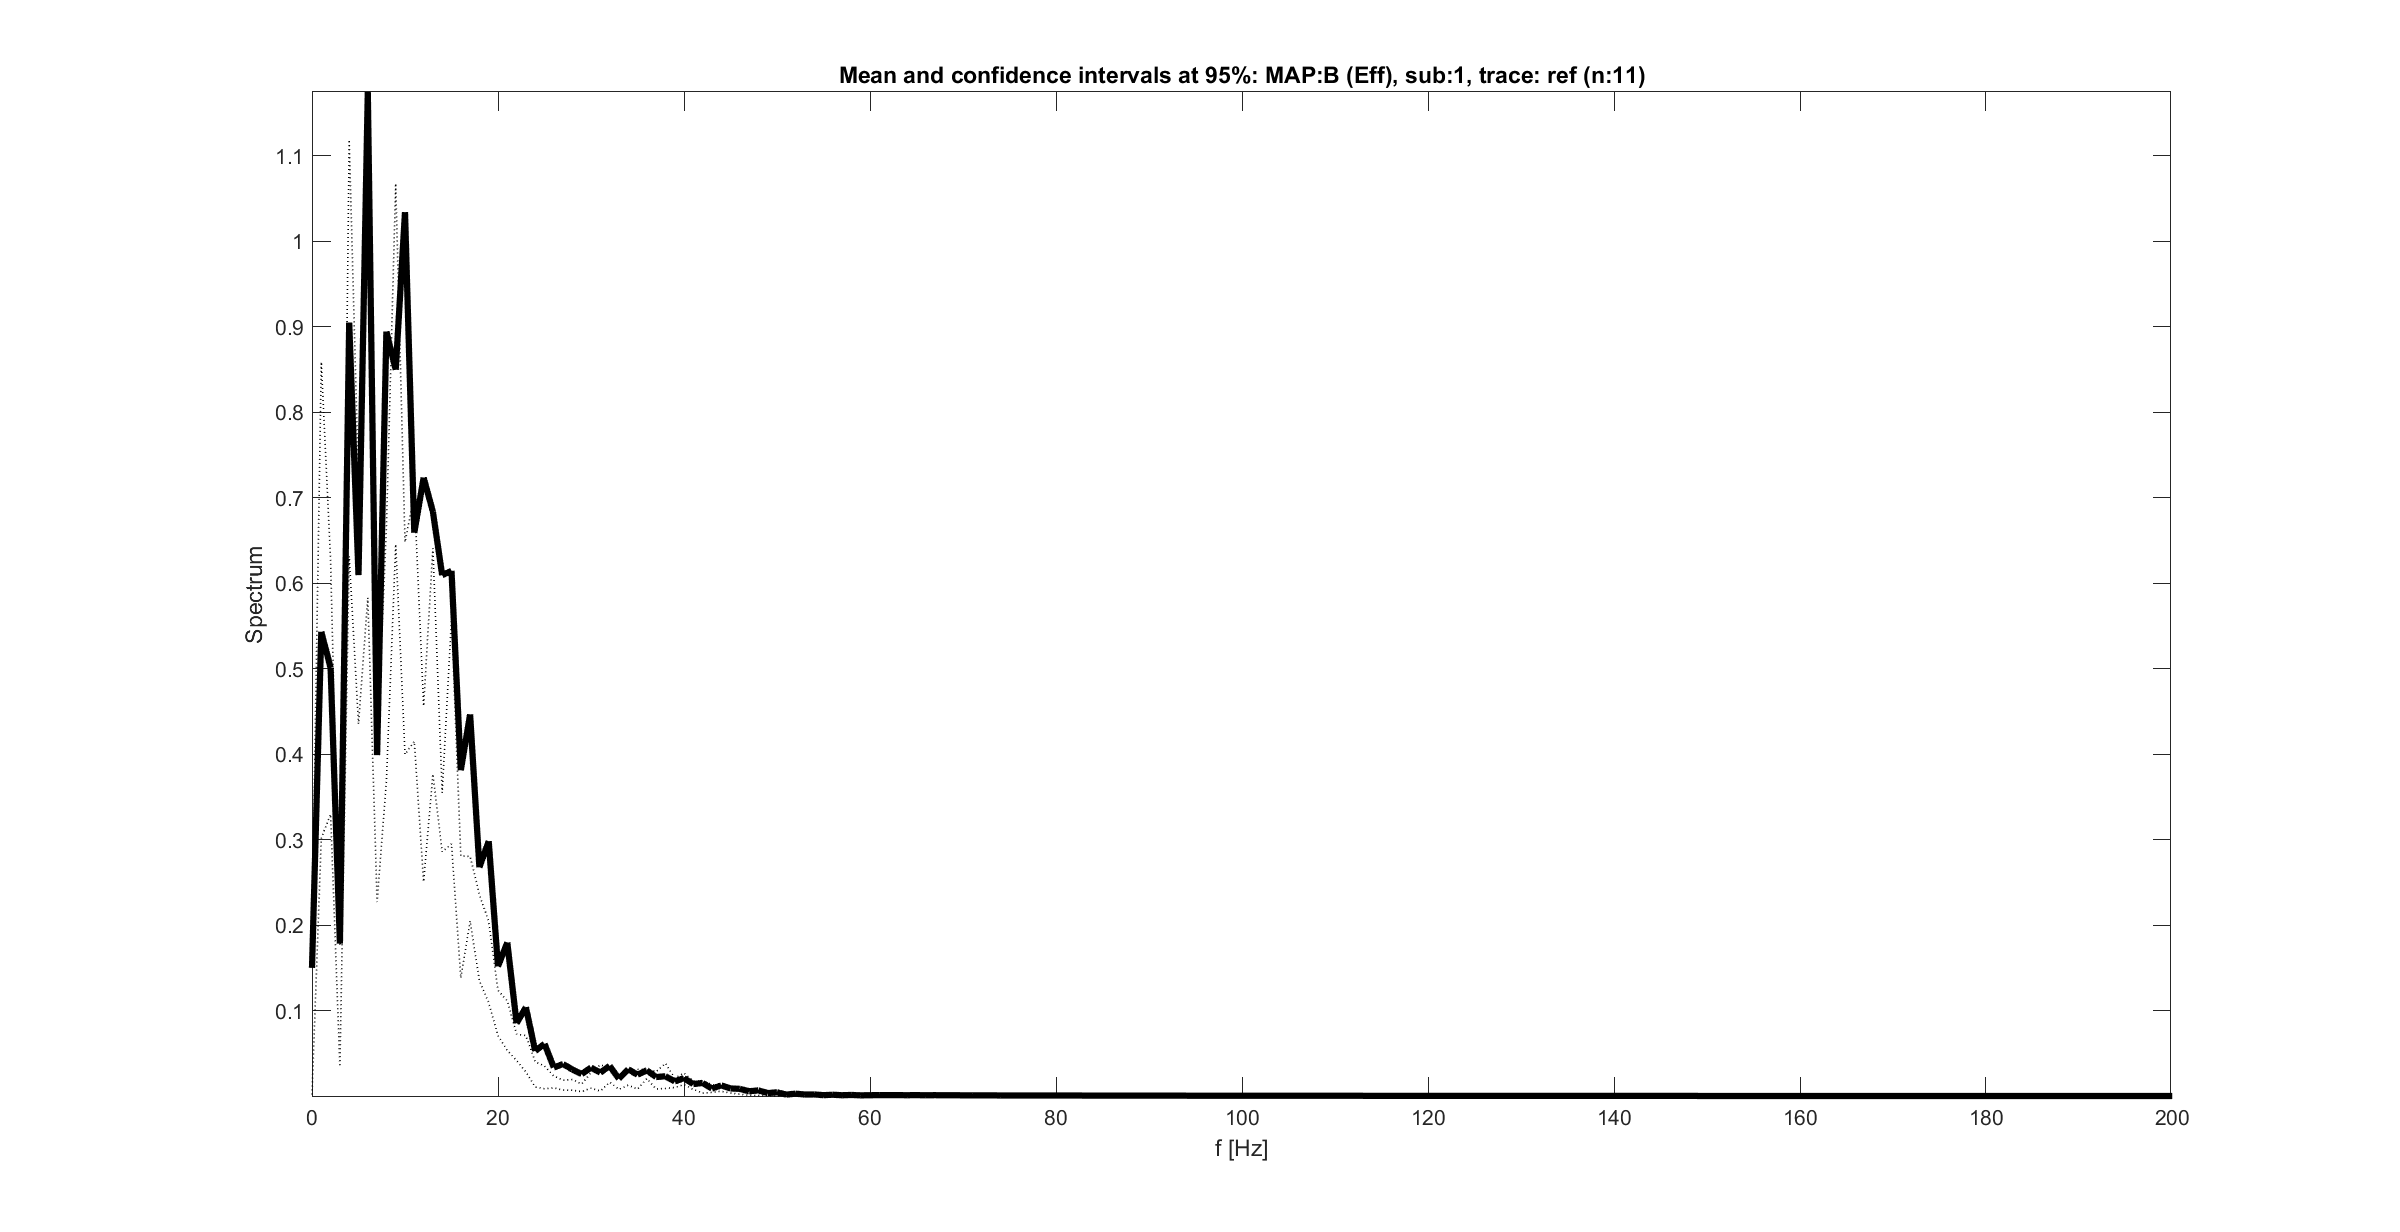 Mean and confidence intervals at 95%: MAP:B (Eff), sub:1, trace: ref (n:11)
1.1
1
0.9
0.8
0.7
0.6
0.5
0.4
0.3
0.2
0.1
Spectrum
0 20 40 60 80 100 120 140 160 180 200
f [Hz]